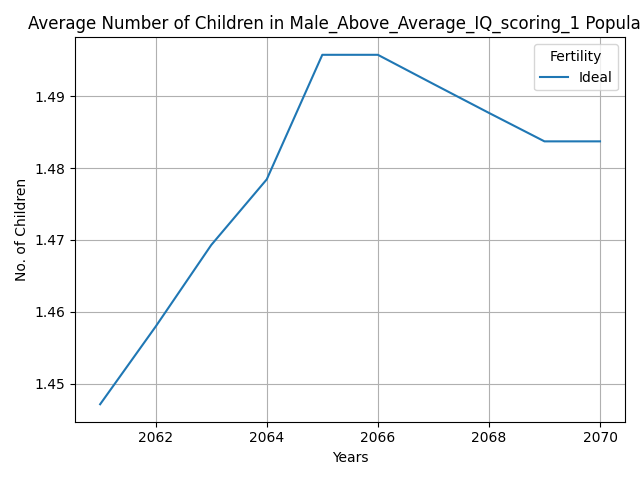 Average Number of Children in Male_Above_Average_IQ_scoring_1 Popula
Fertility
Ideal
1.49
1.48
1.47
1.46
1.45
No. of Children
2062 2064 2066 2068 2070
Years